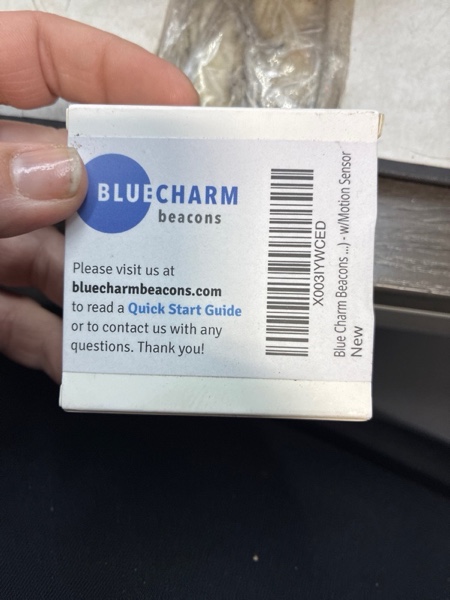 BLUECHARM
beacons
Please visit us at
bluecharmbeacons.com
to read a Quick Start Guide
or to contact us with any
questions. Thank you!
X003IYWCED
Blue Charm Beacons ...) - w/Motion Sensor
New